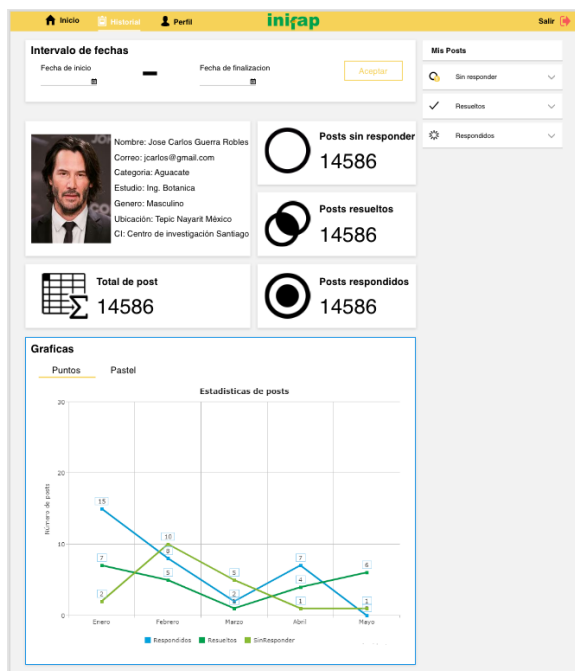 Inicio
Historial
Perfil
inifap
Salir
Intervalo de fechas
Fecha de inicio
Fecha de finalizacion
Aceptar
Mis Posts
Sin responder
Resueltos
Respondidos
Nombre: Jose Carlos Guerra Robles
Correo: jcarlos@gmail.com
Categoria: Aguacate
Estudio: Ing. Botanica
Genero: Masculino
Ubicación: Tepic Nayarit México
CI: Centro de investigación Santiago
Posts sin responder
14586
Posts resueltos
14586
Total de post
14586
Posts respondidos
14586
Graficas
Puntos
Pastel
Estadisticas de posts
Número de posts
30
20
10
0
15
7
2
10
8
5
5
2
1
7
4
1
6
1
Enero
Febrero
Marzo
Abril
Mayo
Respondidos
Resueltos
SinResponder